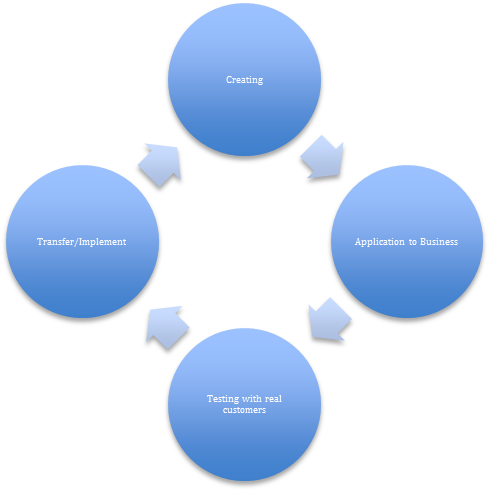 Creating
Transfer/Implement
Application to Business
Testing with real
customers